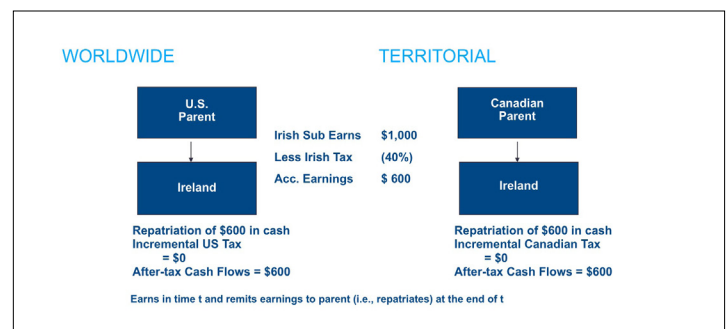 WORLDWIDE
TERRITORIAL
U.S.
Parent
Ireland
Irish Sub Earns $1,000
Less Irish Tax (40%)
Acc. Earnings $ 600
Canadian
Parent
Ireland
Repatriation of $600 in cash
Incremental US Tax
= $0
After-tax Cash Flows = $600
Repatriation of $600 in cash
Incremental Canadian Tax
= $0
After-tax Cash Flows = $600
Earns in time t and remits earnings to parent (i.e., repatriates) at the end of t